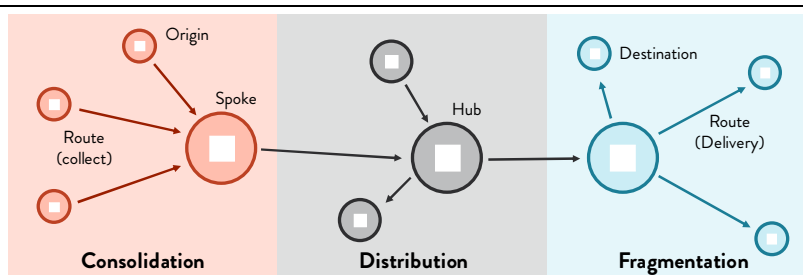 Origin
Spoke
Route
(collect)
Consolidation
Hub
Distribution
Destination
Route
(Delivery)
Fragmentation